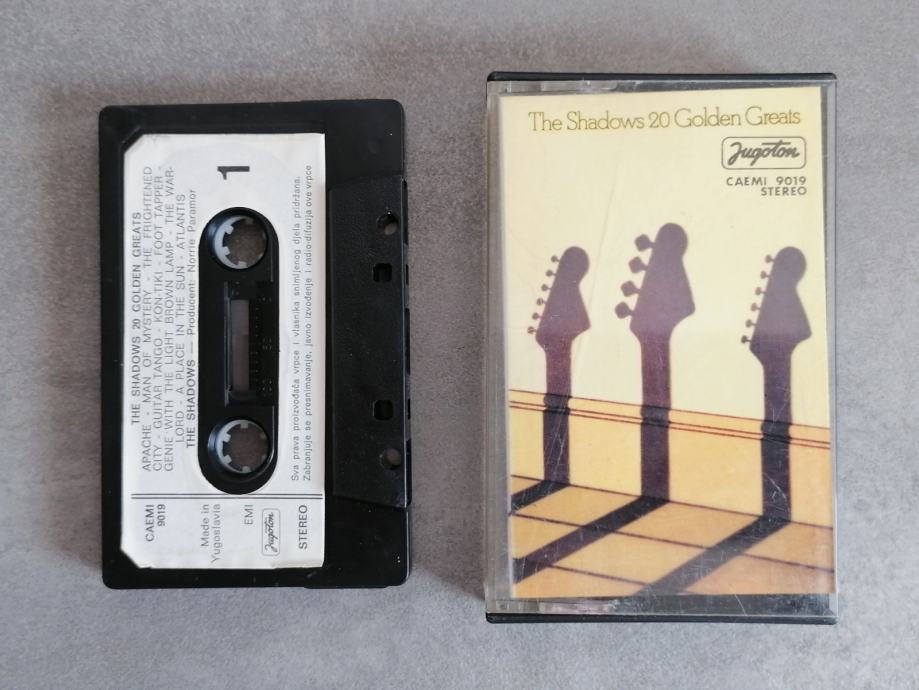 THE SHADOWS 20 GOLDEN GREATS
APACHE - MAN OF MYSTERY - THE FRIGHTENED
CITY - GUITAR TANGO - KON-TIKI - FOOT TAPPER -
GENIE WITH THE LIGHT BROWN LAMP - THE WAR-
LORD - A PLACE IN THE SUN - ATLANTIS
THE SHADOWS — Producent: Norrie Paramor
1
Sva prava proizvođača vrpce i vlasnika snimljenog djela pridržana.
Zabranjuje se presnimavanje, javno izvođenje i radio-difuzija ove vrpce
CAEMI
9019
Made in
Yugoslavia
EMI
Jugoton
STEREO
The Shadows 20 Golden Greats
Jugoton
CAEMI 9019
STEREO